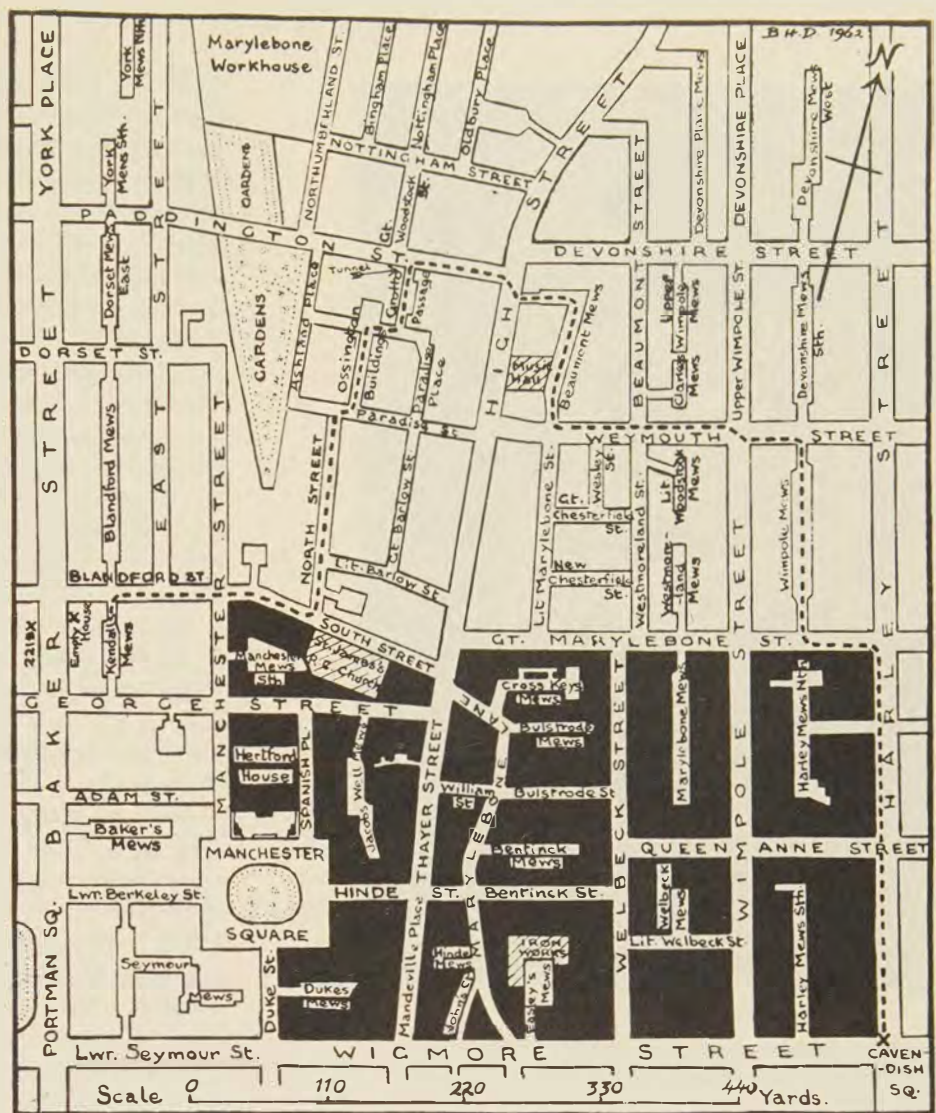 B.H.D. 1962
N
Marylebone
Workhouse
YORK PLACE
York
Mews Nth.
York
Mews Sth.
NORTHUMBERLAND ST.
Bingham Place
Nottingham Place
Oldbury Place
NOTTINGHAM STREET
Woodstock
St.
HIGH STREET
BEAUMONT STREET
Devonshire Place Mews
DEVONSHIRE PLACE
Devonshire Mews
West
PADDINGTON ST.
GARDENS
GARDENS
DEVONSHIRE STREET
Dorset Mews
East
DORSET ST.
Ashland Place
Tunnel
Grotto
Passage
Ossington
Buildings
Paradise
Place
Paradise St.
Music
Hall
Beaumont Mews
Upper
Wimpole
Mews
Clarkes
Mews
Upper WIMPOLE ST.
Devonshire Mews
Sth.
WEYMOUTH STREET
HARLEY STREET
Blandford Mews
EAST STREET
MANCHESTER STREET
NORTH STREET
Gt. Barlow St.
Lit. Barlow St.
Lit. Marylebone St.
Wesley
St.
Gt.
Chesterfield
St.
New
Chesterfield
St.
Westmoreland St.
Lit.
Woodstock
Mews
Westmore-
-land
Mews
Wimpole Mews
BLANDFORD ST.
221B X
Empty X
House
Kendall
Mews
SOUTH STREET
St. James's
R.C. Church
Manchester
Mews
Sth.
GT. MARYLEBONE ST.
GEORGE STREET
Cross Keys
Mews
Bulstrode
Mews
MARYLEBONE LANE
Marylebone Mews
Harley Mews Nth.
BAKER STREET
Hertford
House
SPANISH PL.
Jacob's Well Mews
THAYER STREET
William
St.
Bulstrode St.
WELBECK STREET
WIMPOLE STREET
ADAM ST.
Baker's
Mews
MANCHESTER
SQUARE
Bentinck
Mews
QUEEN ANNE STREET
Lwr. Berkeley St.
HINDE ST.
Bentinck St.
Welbeck
Mews
Lit. Welbeck St.
PORTMAN SQ.
Seymour
Mews
DUKE ST.
Dukes
Mews
Mandeville Place
Hinde
Mews
Johns Ct.
IRON
WORKS
Easley's
Mews
Harley Mews Sth.
Lwr. Seymour St.
WIGMORE STREET
X
CAVEN-
-DISH
SQ.
Scale 0 110 220 330 440 Yards.